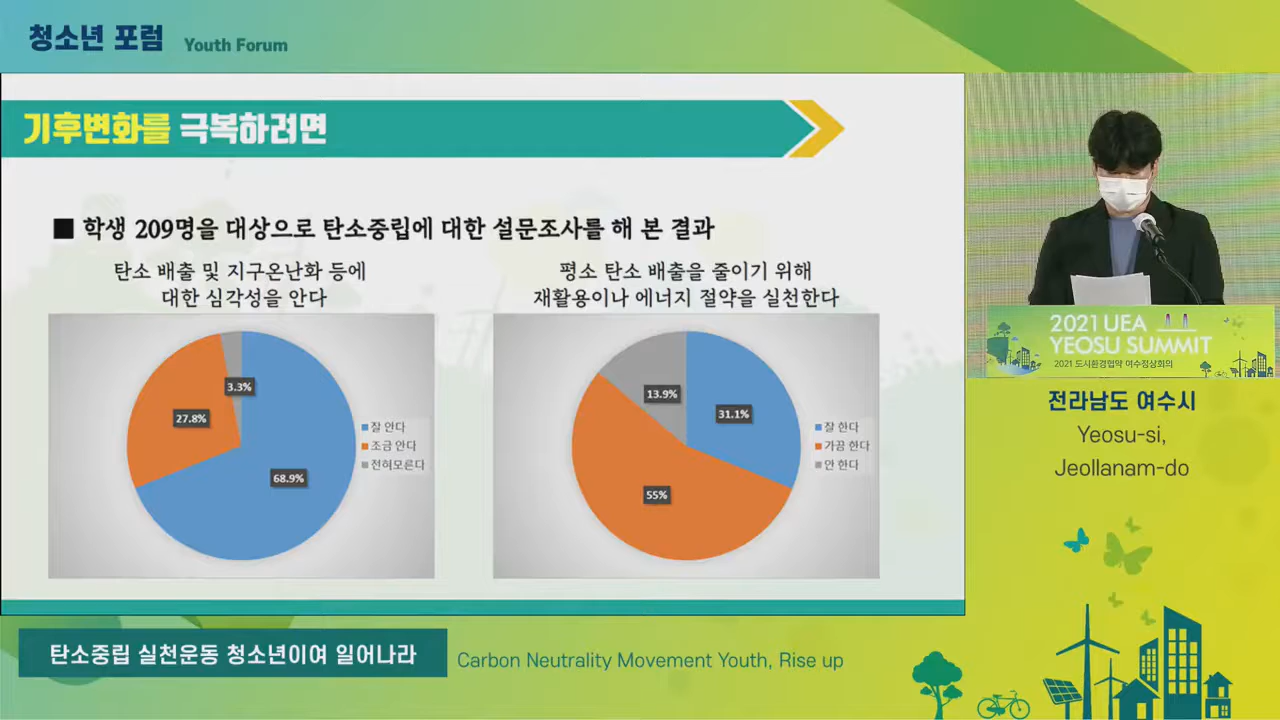 청소년 포럼 Youth Forum
기후변화를 극복하려면
■ 학생 209명을 대상으로 탄소중립에 대한 설문조사를 해 본 결과
탄소 배출 및 지구온난화 등에
대한 심각성을 안다
3.3%
27.8%
68.9%
잘 안다
조금 안다
전혀모른다
평소 탄소 배출을 줄이기 위해
재활용이나 에너지 절약을 실천한다
13.9%
31.1%
55%
잘 한다
가끔 한다
안 한다
2021 UEA
YEOSU SUMMIT
2021 도시환경협약 여수정상회의
전라남도 여수시
Yeosu-si,
Jeollanam-do
탄소중립 실천운동 청소년이여 일어나라
Carbon Neutrality Movement Youth, Rise up